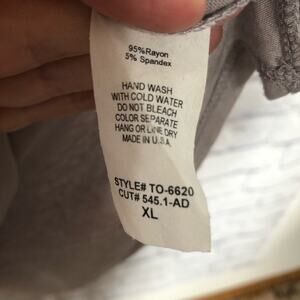 95%Rayon
5% Spandex
HAND WASH
WITH COLD WATER
DO NOT BLEACH
COLOR SEPARATE
HANG OR LINE DRY
MADE IN U.S.A.
STYLE# TO-6620
CUT# 545.1-AD
XL